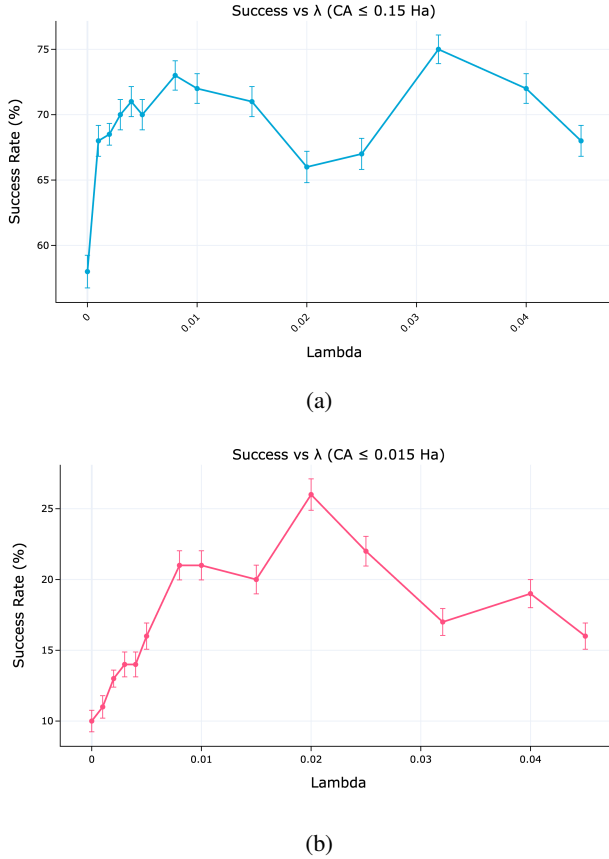 Success vs λ (CA ≤ 0.15 Ha)
Success Rate (%)
75
70
65
60
0
0.01
0.02
0.03
0.04
Lambda
(a)
Success vs λ (CA ≤ 0.015 Ha)
Success Rate (%)
25
20
15
10
0
0.01
0.02
0.03
0.04
Lambda
(b)